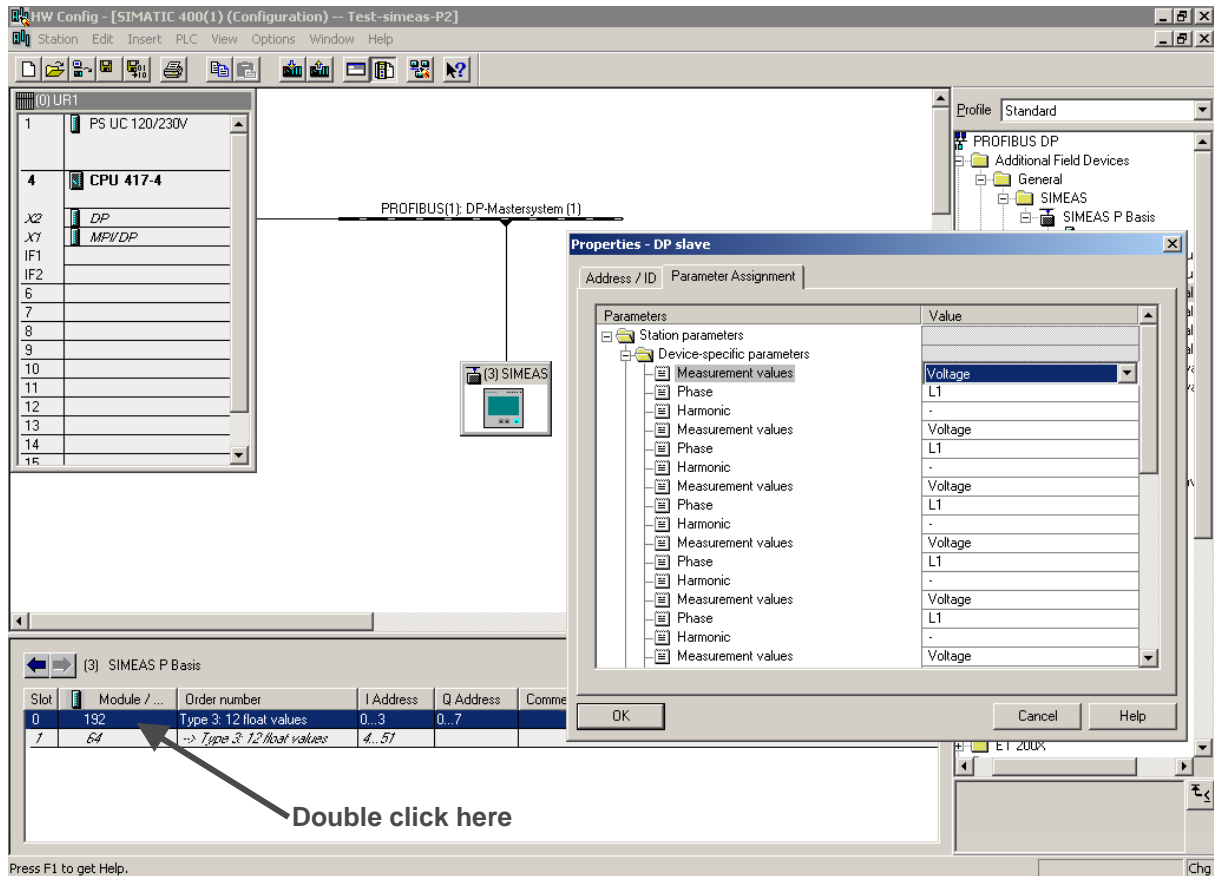 HW Config - [SIMATIC 400(1) (Configuration) -- Test-simeas-P2]
Station Edit Insert PLC View Options Window Help
(0) UR1
1 PS UC 120/230V
4 CPU 417-4
X2 DP
X1 MPI/DP
IF1
IF2
6
7
8
9
10
11
12
13
14
15
PROFIBUS(1): DP-Mastersystem (1)
(3) SIMEAS
Profile Standard
PROFIBUS DP
Additional Field Devices
General
SIMEAS
SIMEAS P Basis
ET 200X
Properties - DP slave
Address / ID Parameter Assignment
Parameters Value
Station parameters
Device-specific parameters
Measurement values Voltage
Phase L1
Harmonic -
Measurement values Voltage
Phase L1
Harmonic -
Measurement values Voltage
Phase L1
Harmonic -
Measurement values Voltage
Phase L1
Harmonic -
Measurement values Voltage
Phase L1
Harmonic -
Measurement values Voltage
OK Cancel Help
(3) SIMEAS P Basis
Slot Module / ... Order number I Address Q Address Comme
0 192 Type 3: 12 float values 0...3 0...7
1 64 --> Type 3: 12 float values 4...51
Double click here
Press F1 to get Help.
Chg